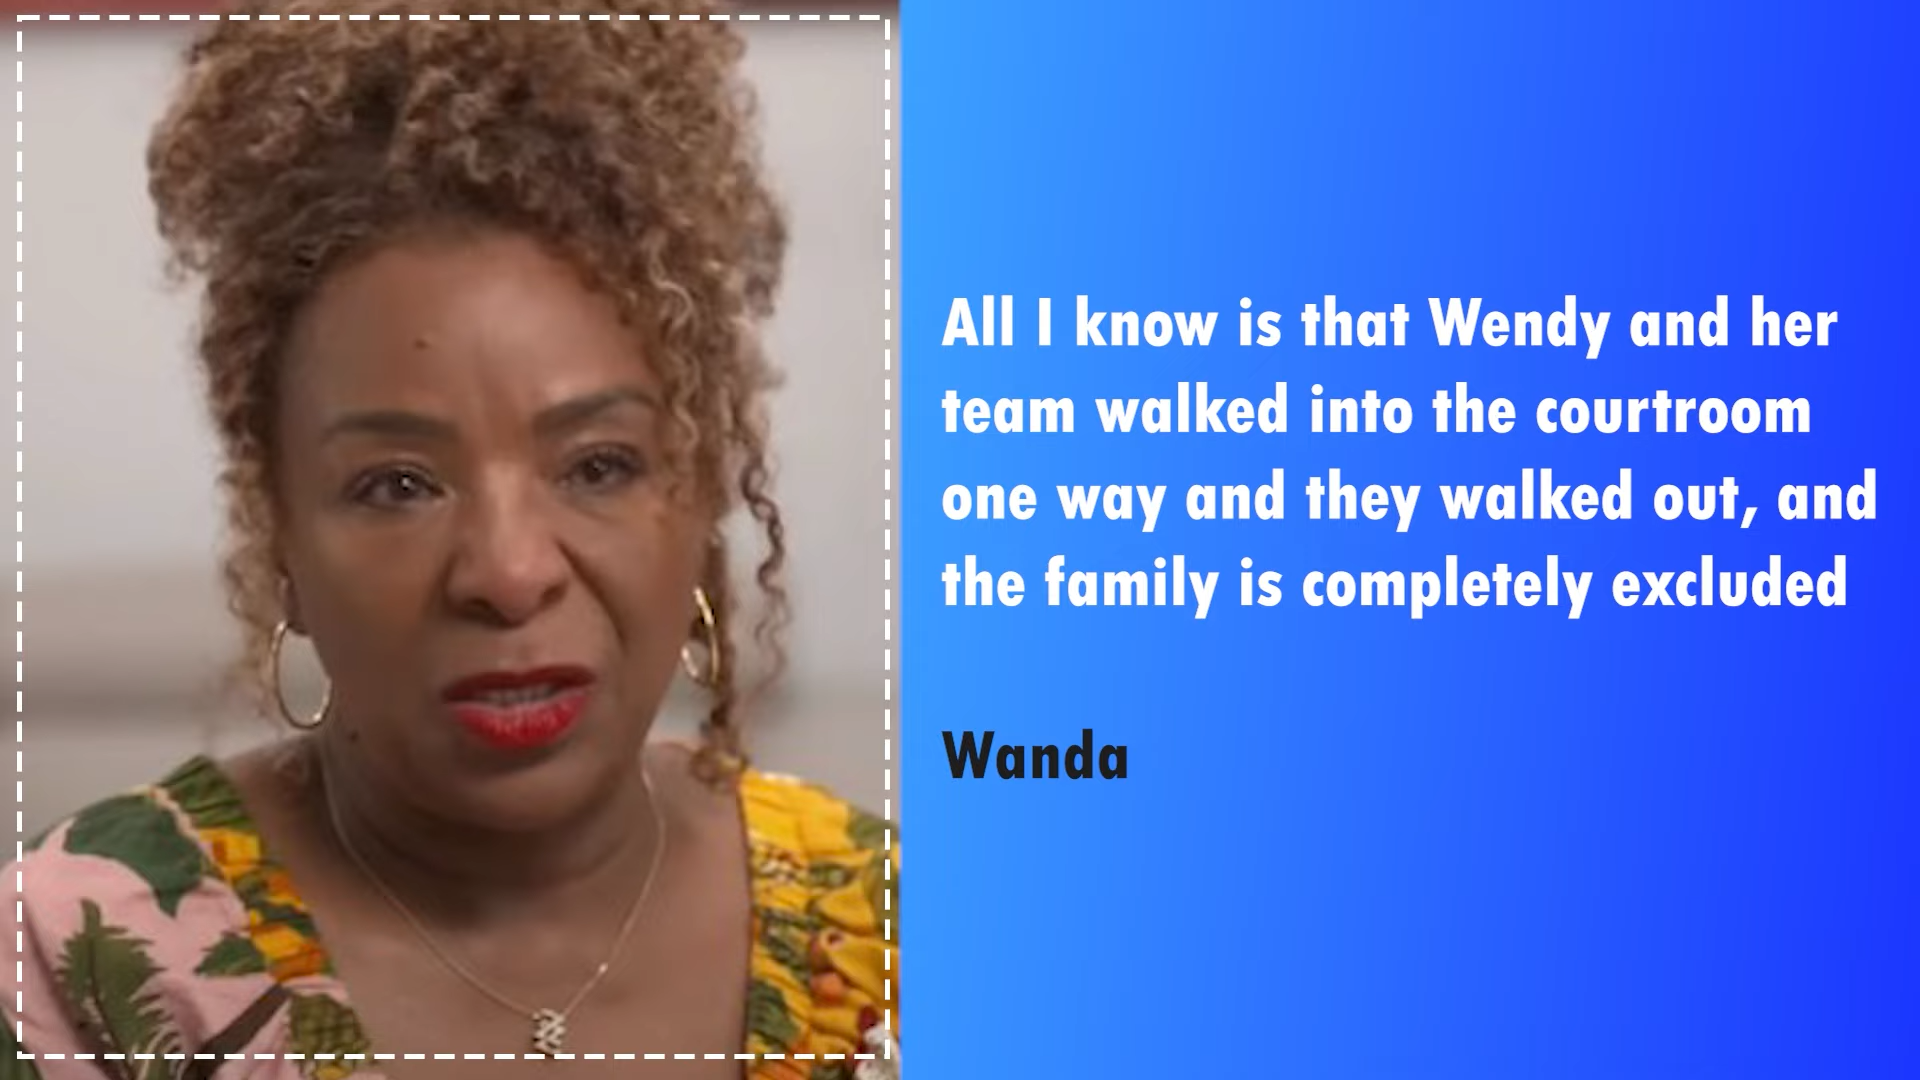 All I know is that Wendy and her
team walked into the courtroom
one way and they walked out, and
the family is completely excluded
Wanda